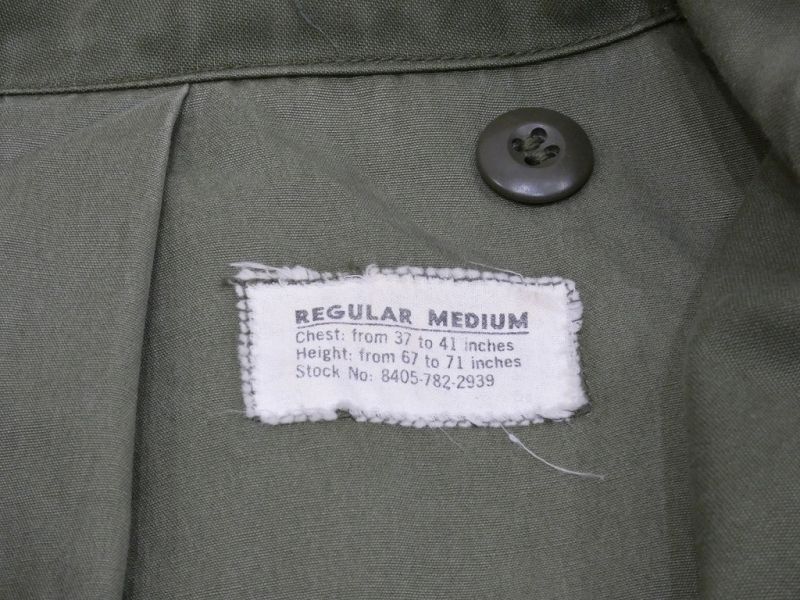 REGULAR MEDIUM
Chest: from 37 to 41 inches
Height: from 67 to 71 inches
Stock No: 8405-782-2939